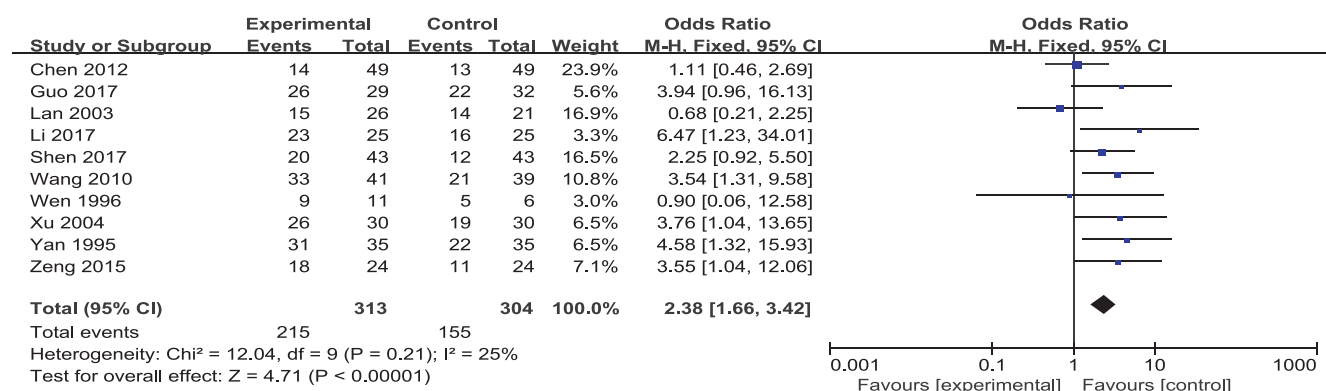 Experimental Control Odds Ratio Odds Ratio
Study or Subgroup Events Total Events Total Weight M-H, Fixed, 95% CI M-H, Fixed, 95% CI
Chen 2012 14 49 13 49 23.9% 1.11 [0.46, 2.69]
Guo 2017 26 29 22 32 5.6% 3.94 [0.96, 16.13]
Lan 2003 15 26 14 21 16.9% 0.68 [0.21, 2.25]
Li 2017 23 25 16 25 3.3% 6.47 [1.23, 34.01]
Shen 2017 20 43 12 43 16.5% 2.25 [0.92, 5.50]
Wang 2010 33 41 21 39 10.8% 3.54 [1.31, 9.58]
Wen 1996 9 11 5 6 3.0% 0.90 [0.06, 12.58]
Xu 2004 26 30 19 30 6.5% 3.76 [1.04, 13.65]
Yan 1995 31 35 22 35 6.5% 4.58 [1.32, 15.93]
Zeng 2015 18 24 11 24 7.1% 3.55 [1.04, 12.06]
Total (95% CI) 313 304 100.0% 2.38 [1.66, 3.42]
Total events 215 155
Heterogeneity: Chi² = 12.04, df = 9 (P = 0.21); I² = 25%
Test for overall effect: Z = 4.71 (P < 0.00001)
0.001 0.1 1 10 1000
Favours [experimental] Favours [control]